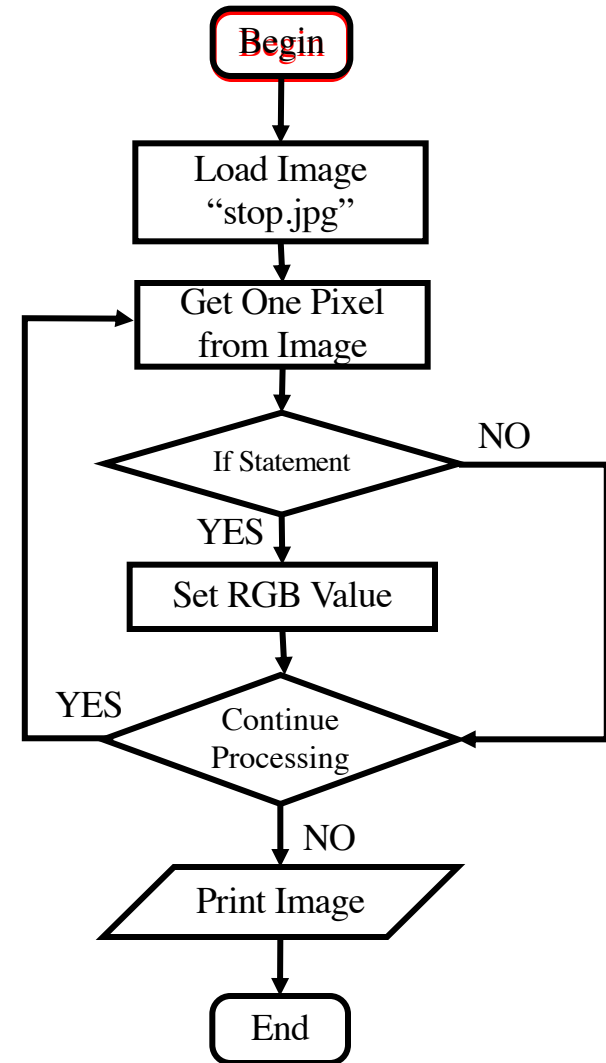 Begin
Load Image
“stop.jpg”
Get One Pixel
from Image
If Statement
NO
YES
Set RGB Value
YES
Continue
Processing
NO
Print Image
End